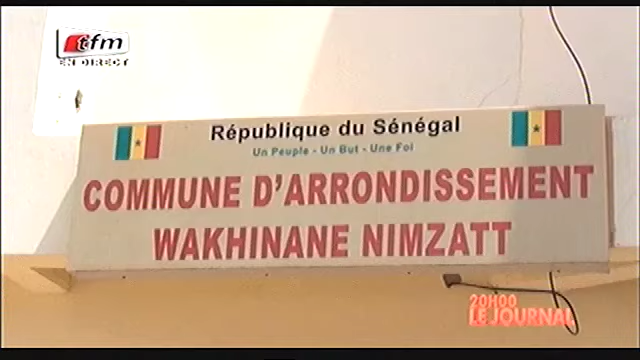 tfm
EN DIRECT
République du Sénégal
Un Peuple - Un But - Une Foi
COMMUNE D'ARRONDISSEMENT
WAKHINANE NIMZATT
20H00
LE JOURNAL